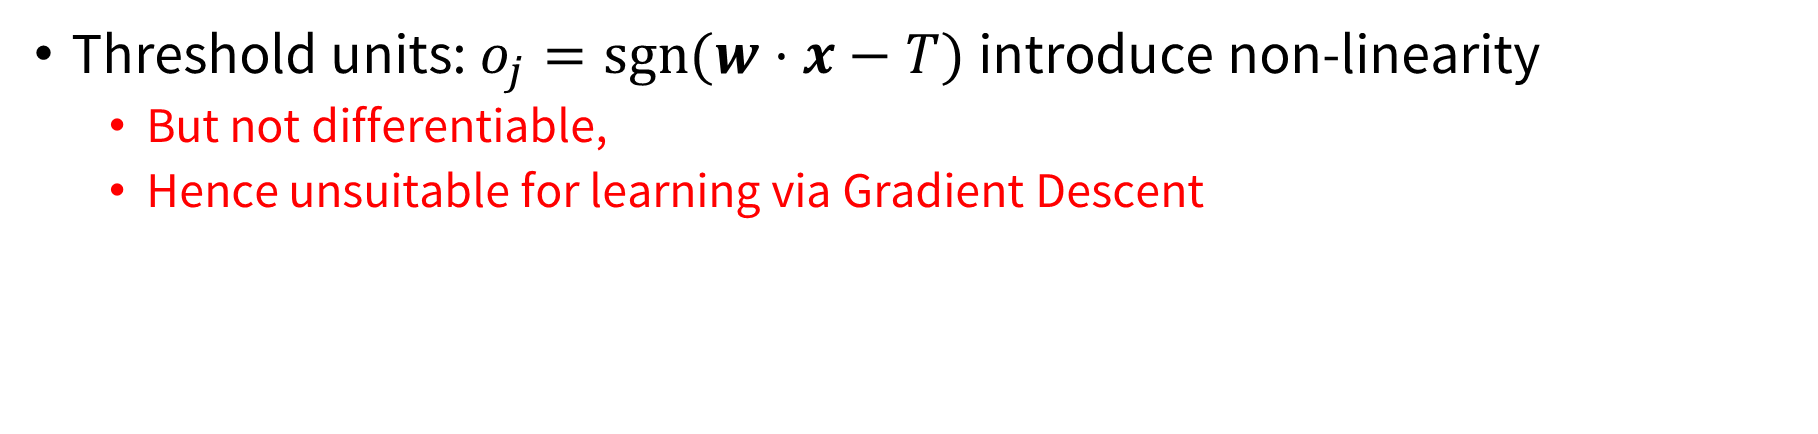 • Threshold units: 𝑜ⱼ = sgn(𝒘 · 𝒙 − 𝑇) introduce non-linearity
• But not differentiable,
• Hence unsuitable for learning via Gradient Descent